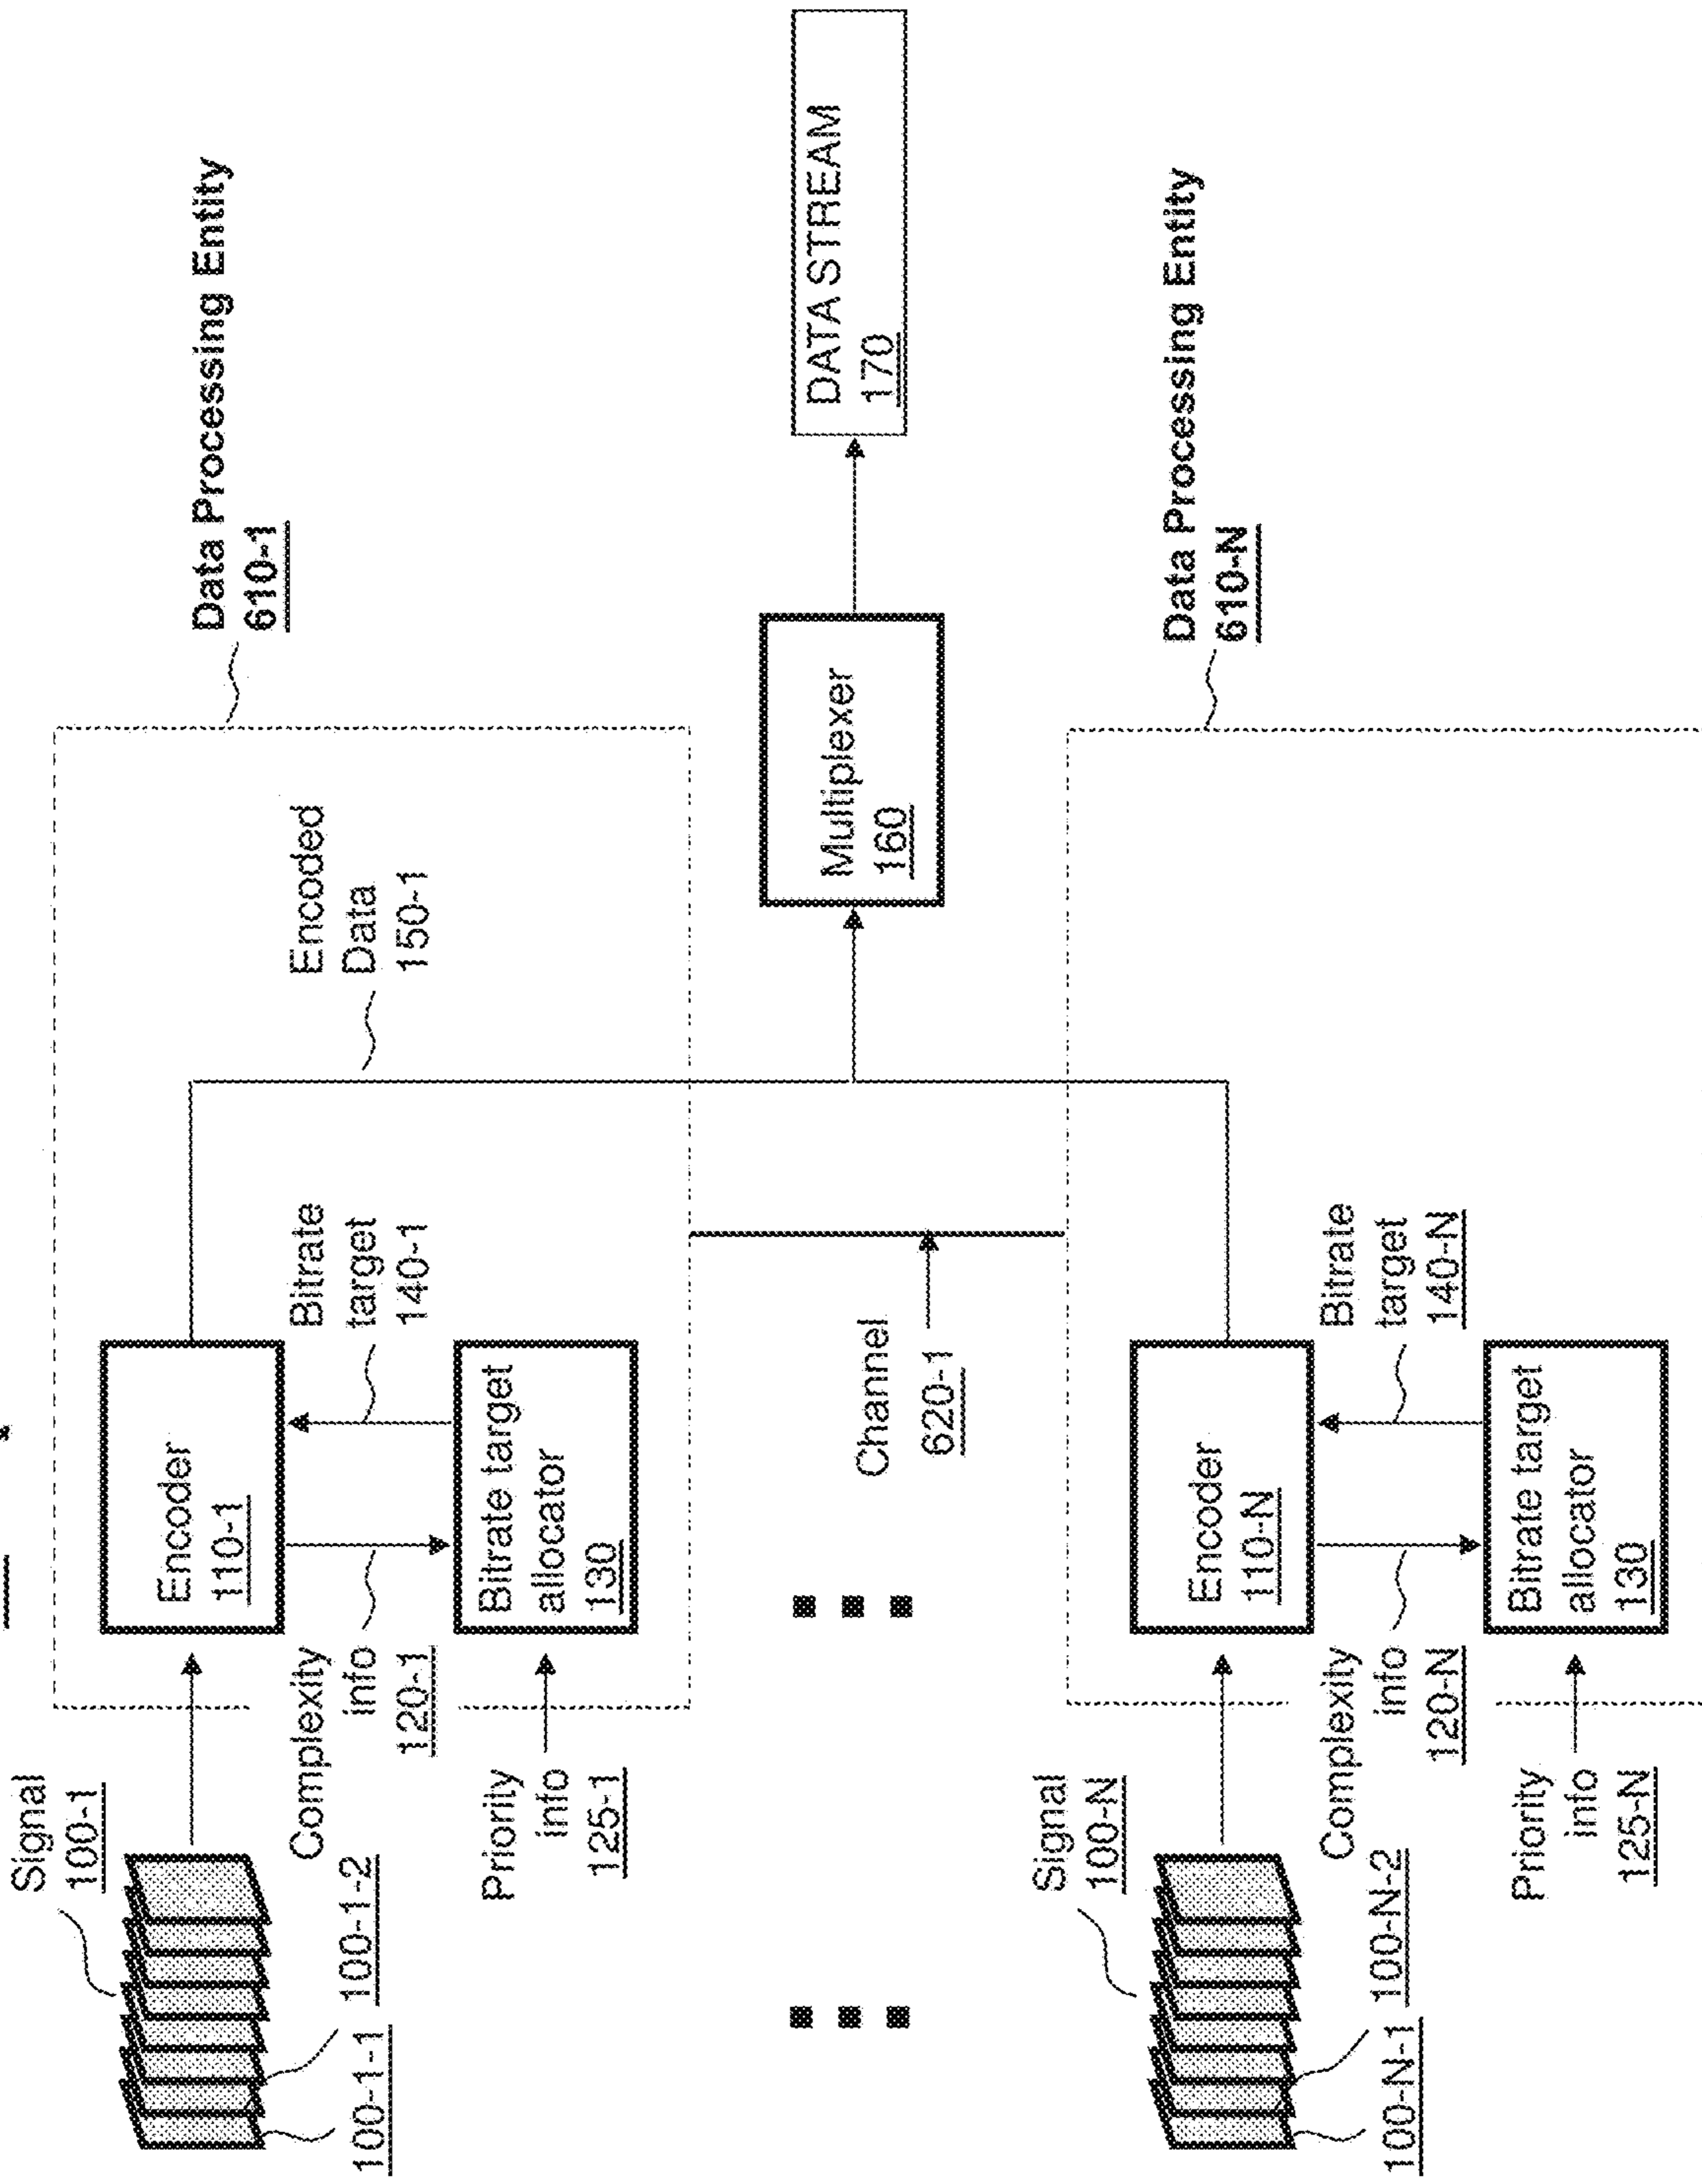 Signal
100-1
100-1-1
100-1-2
Encoder
110-1
Complexity
info
120-1
Bitrate
target
140-1
Priority
info
125-1
Bitrate target
allocator
130
Encoded
Data
150-1
Data Processing Entity
610-1
Channel
620-1
Multiplexer
160
DATA STREAM
170
Signal
100-N
100-N-1
100-N-2
Encoder
110-N
Complexity
info
120-N
Bitrate
target
140-N
Priority
info
125-N
Bitrate target
allocator
130
Data Processing Entity
610-N